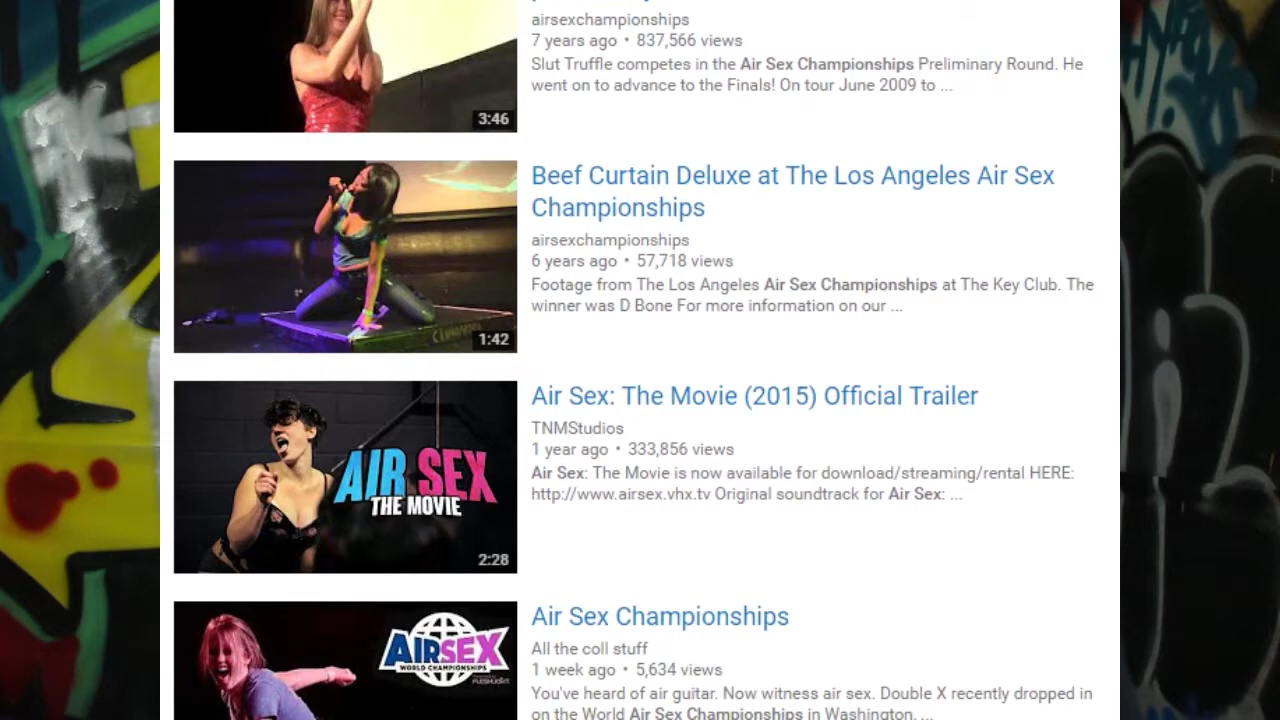 airsexchampionships
7 years ago • 837,566 views
Slut Truffle competes in the Air Sex Championships Preliminary Round. He
went on to advance to the Finals! On tour June 2009 to ...
3:46
Beef Curtain Deluxe at The Los Angeles Air Sex
Championships
airsexchampionships
6 years ago • 57,718 views
Footage from The Los Angeles Air Sex Championships at The Key Club. The
winner was D Bone For more information on our ...
1:42
Air Sex: The Movie (2015) Official Trailer
TNMStudios
1 year ago • 333,856 views
Air Sex: The Movie is now available for download/streaming/rental HERE:
http://www.airsex.vhx.tv Original soundtrack for Air Sex: ...
AIR SEX
THE MOVIE
2:28
Air Sex Championships
All the coll stuff
1 week ago • 5,634 views
You've heard of air guitar. Now witness air sex. Double X recently dropped in
on the World Air Sex Championships in Washington, ...
AIRSEX
WORLD CHAMPIONSHIPS